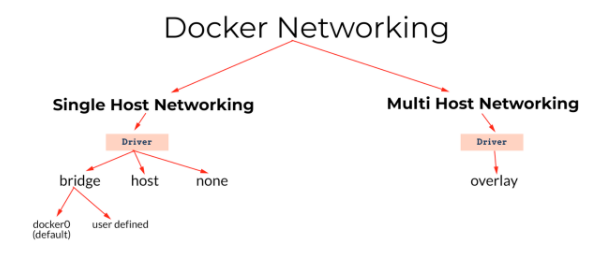 Docker Networking
Single Host Networking
Multi Host Networking
Driver
Driver
bridge
host
none
overlay
docker0
(default)
user defined